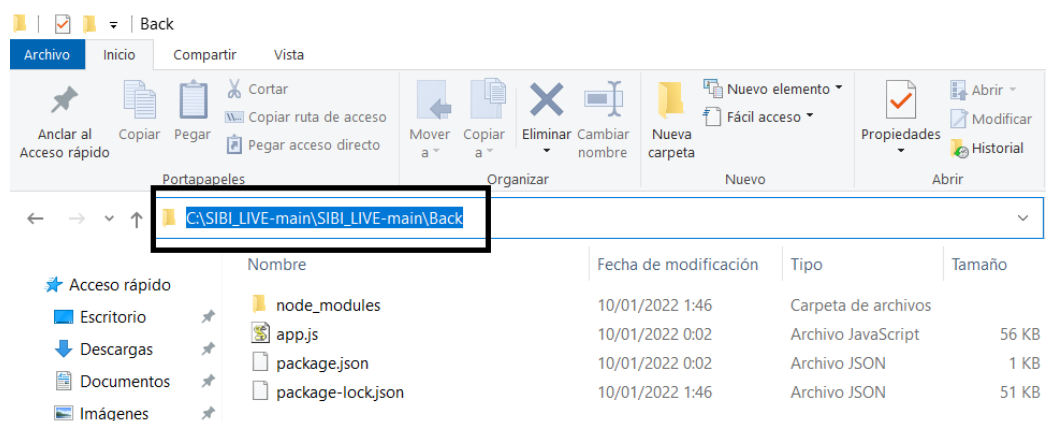 Back
Archivo Inicio Compartir Vista
Anclar al Acceso rápido
Copiar
Pegar
Cortar
Copiar ruta de acceso
Pegar acceso directo
Portapapeles
Mover a
Copiar a
Eliminar
Cambiar nombre
Organizar
Nueva carpeta
Nuevo elemento
Fácil acceso
Nuevo
Propiedades
Abrir
Modificar
Historial
Abrir
C:\SIBI_LIVE-main\SIBI_LIVE-main\Back
Acceso rápido
Escritorio
Descargas
Documentos
Imágenes
Nombre Fecha de modificación Tipo Tamaño
node_modules 10/01/2022 1:46 Carpeta de archivos
app.js 10/01/2022 0:02 Archivo JavaScript 56 KB
package.json 10/01/2022 0:02 Archivo JSON 1 KB
package-lock.json 10/01/2022 1:46 Archivo JSON 51 KB